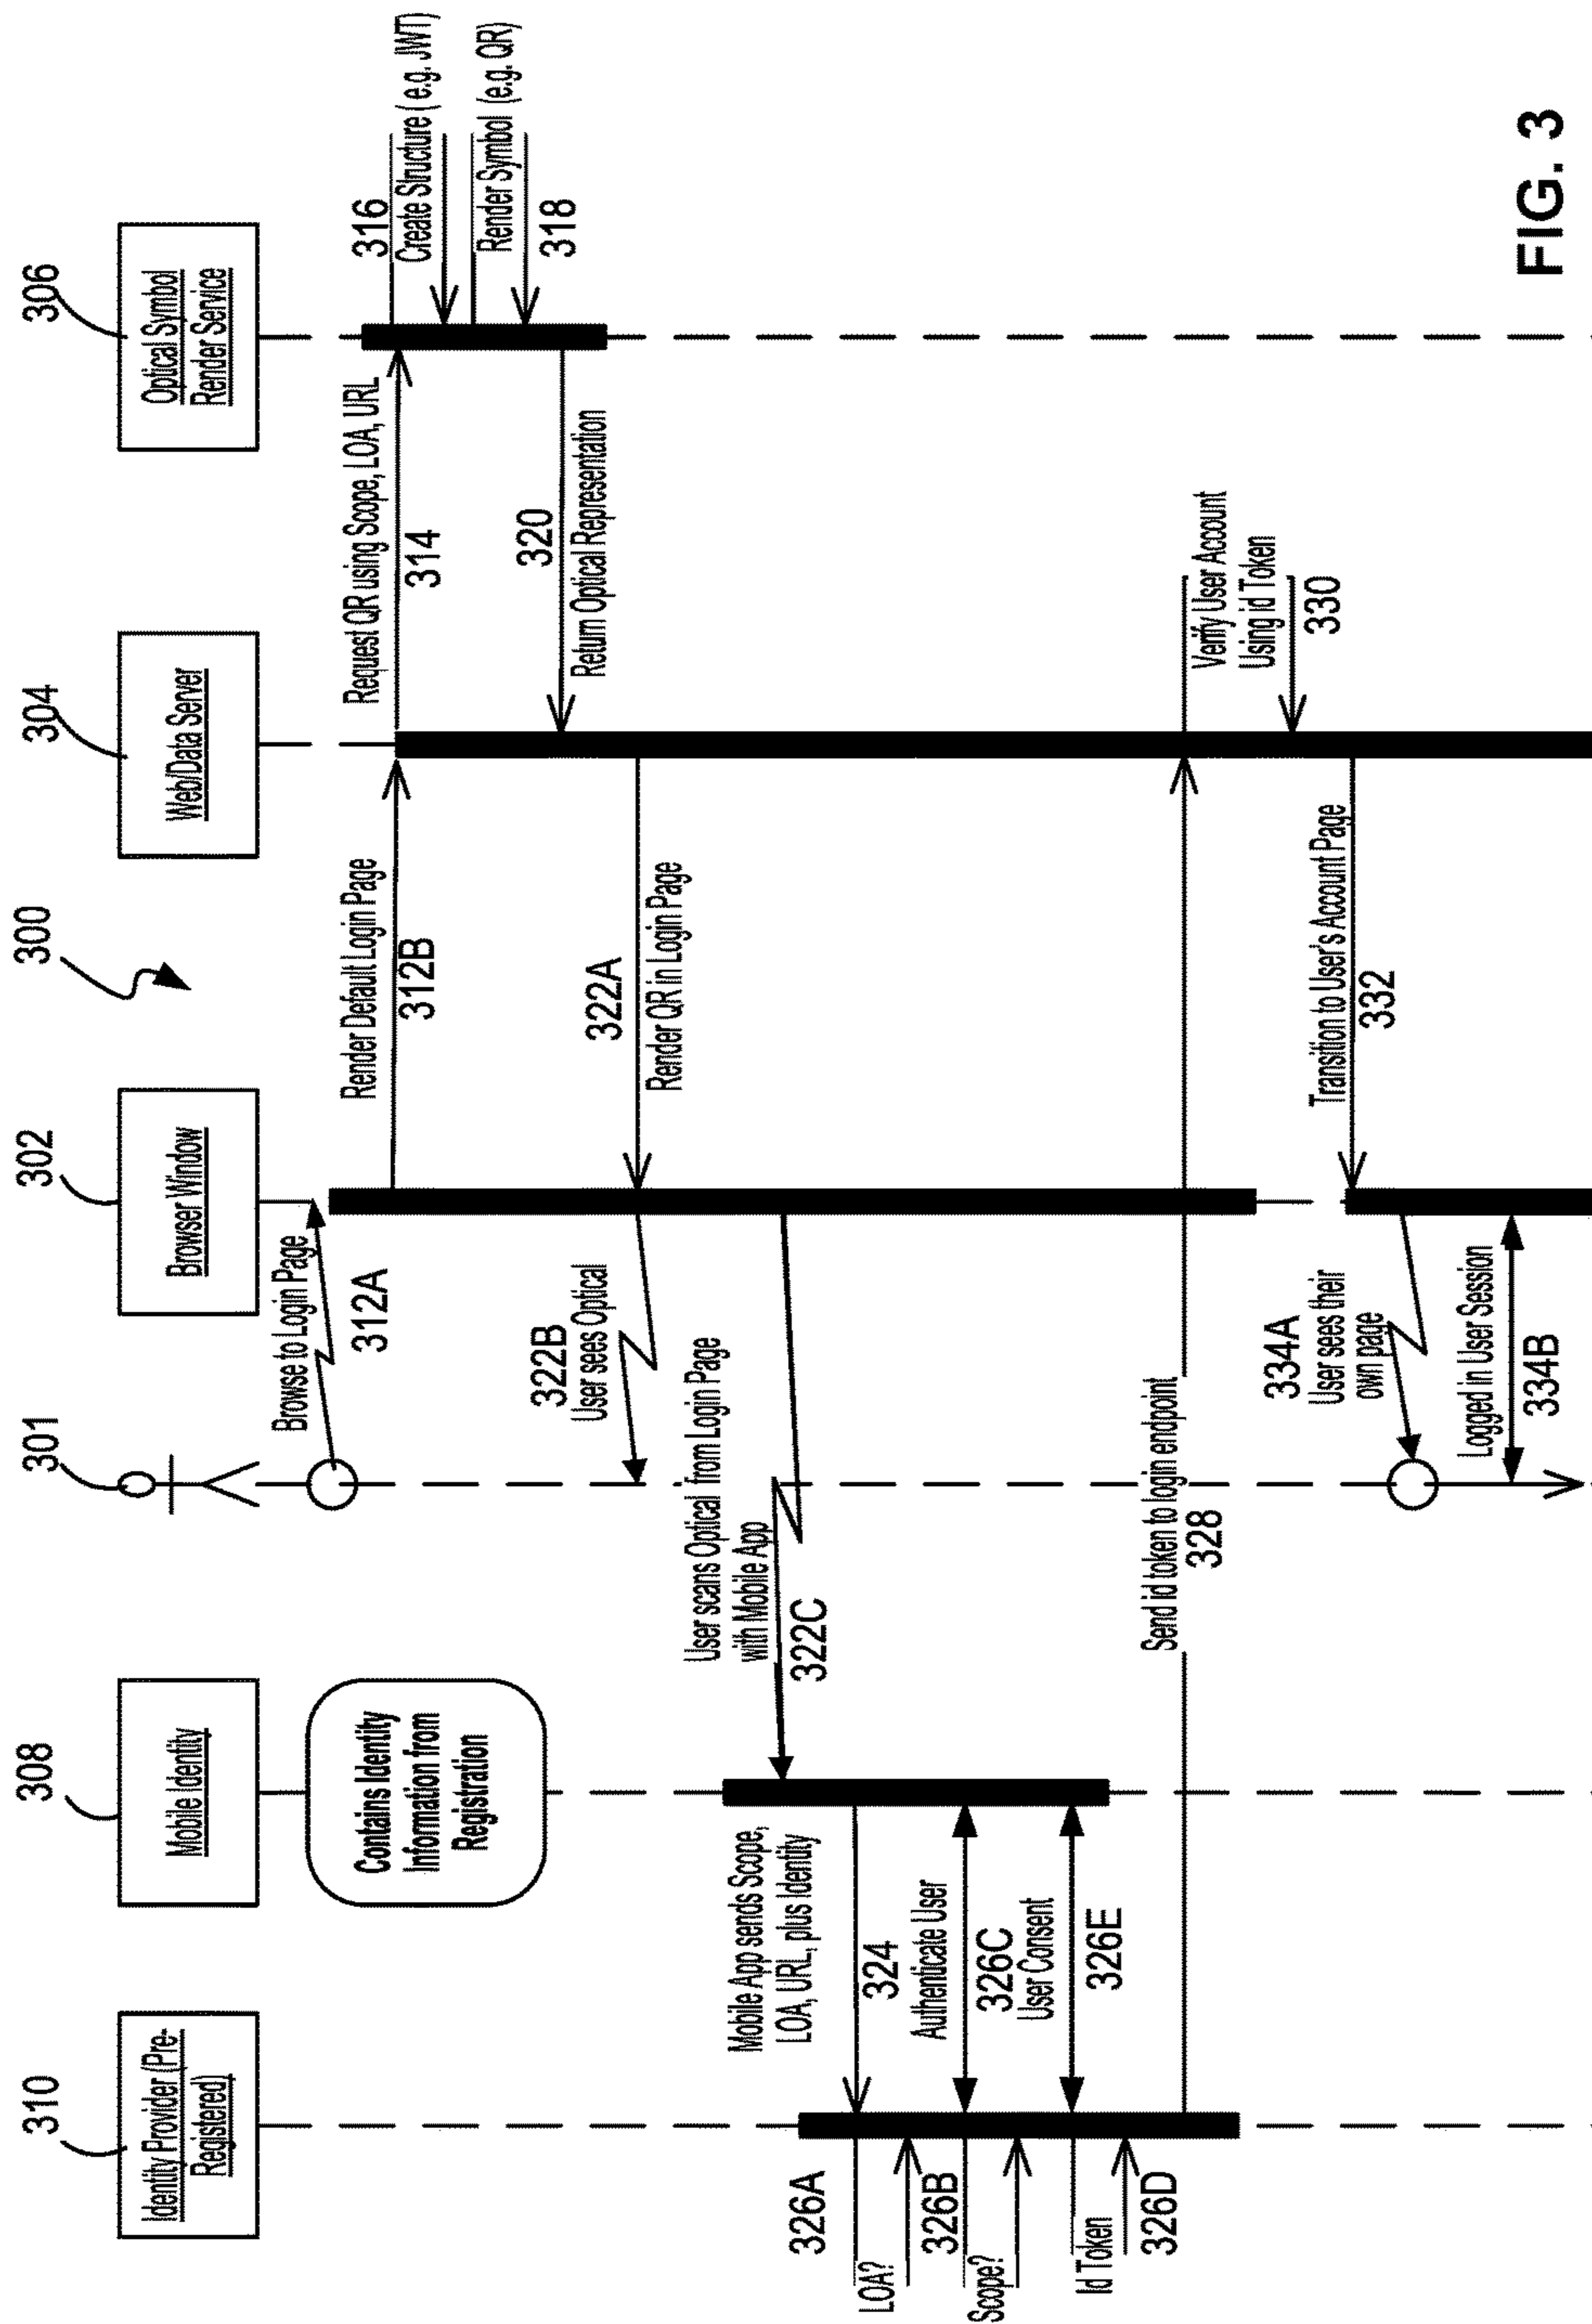 300
310
Identity Provider (Pre-
Registered)
308
Mobile Identity
301
302
Browser Window
304
Web/Data Server
306
Optical Symbol
Render Service
Contains Identity
Information from
Registration
Browse to Login Page
312A
Render Default Login Page
312B
Request QR using Scope, LOA, URL
314
316
Create Structure ( e.g. JWT)
Render Symbol (e.g. QR)
318
320
Return Optical Representation
322A
Render QR in Login Page
322B
User sees Optical
User scans Optical from Login Page
with Mobile App
322C
Mobile App sends Scope,
LOA, URL, plus Identity
324
326A
LOA?
Authenticate User
326B
326C
Scope?
User Consent
326E
Id Token
326D
Send id token to login endpoint
328
Verify User Account
Using id Token
330
Transition to User's Account Page
332
334A
User sees their
own page
Logged in User Session
334B
FIG. 3